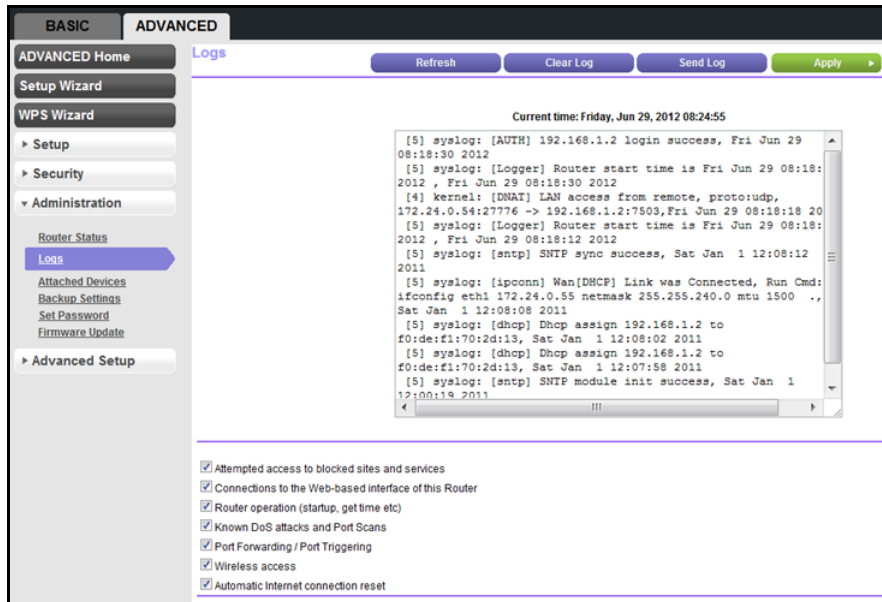 BASIC
ADVANCED
ADVANCED Home
Setup Wizard
WPS Wizard
Setup
Security
Administration
Router Status
Logs
Attached Devices
Backup Settings
Set Password
Firmware Update
Advanced Setup
Logs
Refresh
Clear Log
Send Log
Apply
Current time: Friday, Jun 29, 2012 08:24:55
[5] syslog: [AUTH] 192.168.1.2 login success, Fri Jun 29
08:18:30 2012
[5] syslog: [Logger] Router start time is Fri Jun 29 08:18:
2012 , Fri Jun 29 08:18:30 2012
[4] kernel: [DNAT] LAN access from remote, proto:udp,
172.24.0.54:27776 -> 192.168.1.2:7503,Fri Jun 29 08:18:18 20
[5] syslog: [Logger] Router start time is Fri Jun 29 08:18:
2012 , Fri Jun 29 08:18:12 2012
[5] syslog: [sntp] SNTP sync success, Sat Jan 1 12:08:12
2011
[5] syslog: [ipconn] Wan[DHCP] Link was Connected, Run Cmd:
ifconfig eth1 172.24.0.55 netmask 255.255.240.0 mtu 1500 .,
Sat Jan 1 12:08:08 2011
[5] syslog: [dhcp] Dhcp assign 192.168.1.2 to
f0:de:f1:70:2d:13, Sat Jan 1 12:08:02 2011
[5] syslog: [dhcp] Dhcp assign 192.168.1.2 to
f0:de:f1:70:2d:13, Sat Jan 1 12:07:58 2011
[5] syslog: [sntp] SNTP module init success, Sat Jan 1
12:00:19 2011
Attempted access to blocked sites and services
Connections to the Web-based interface of this Router
Router operation (startup, get time etc)
Known DoS attacks and Port Scans
Port Forwarding / Port Triggering
Wireless access
Automatic Internet connection reset